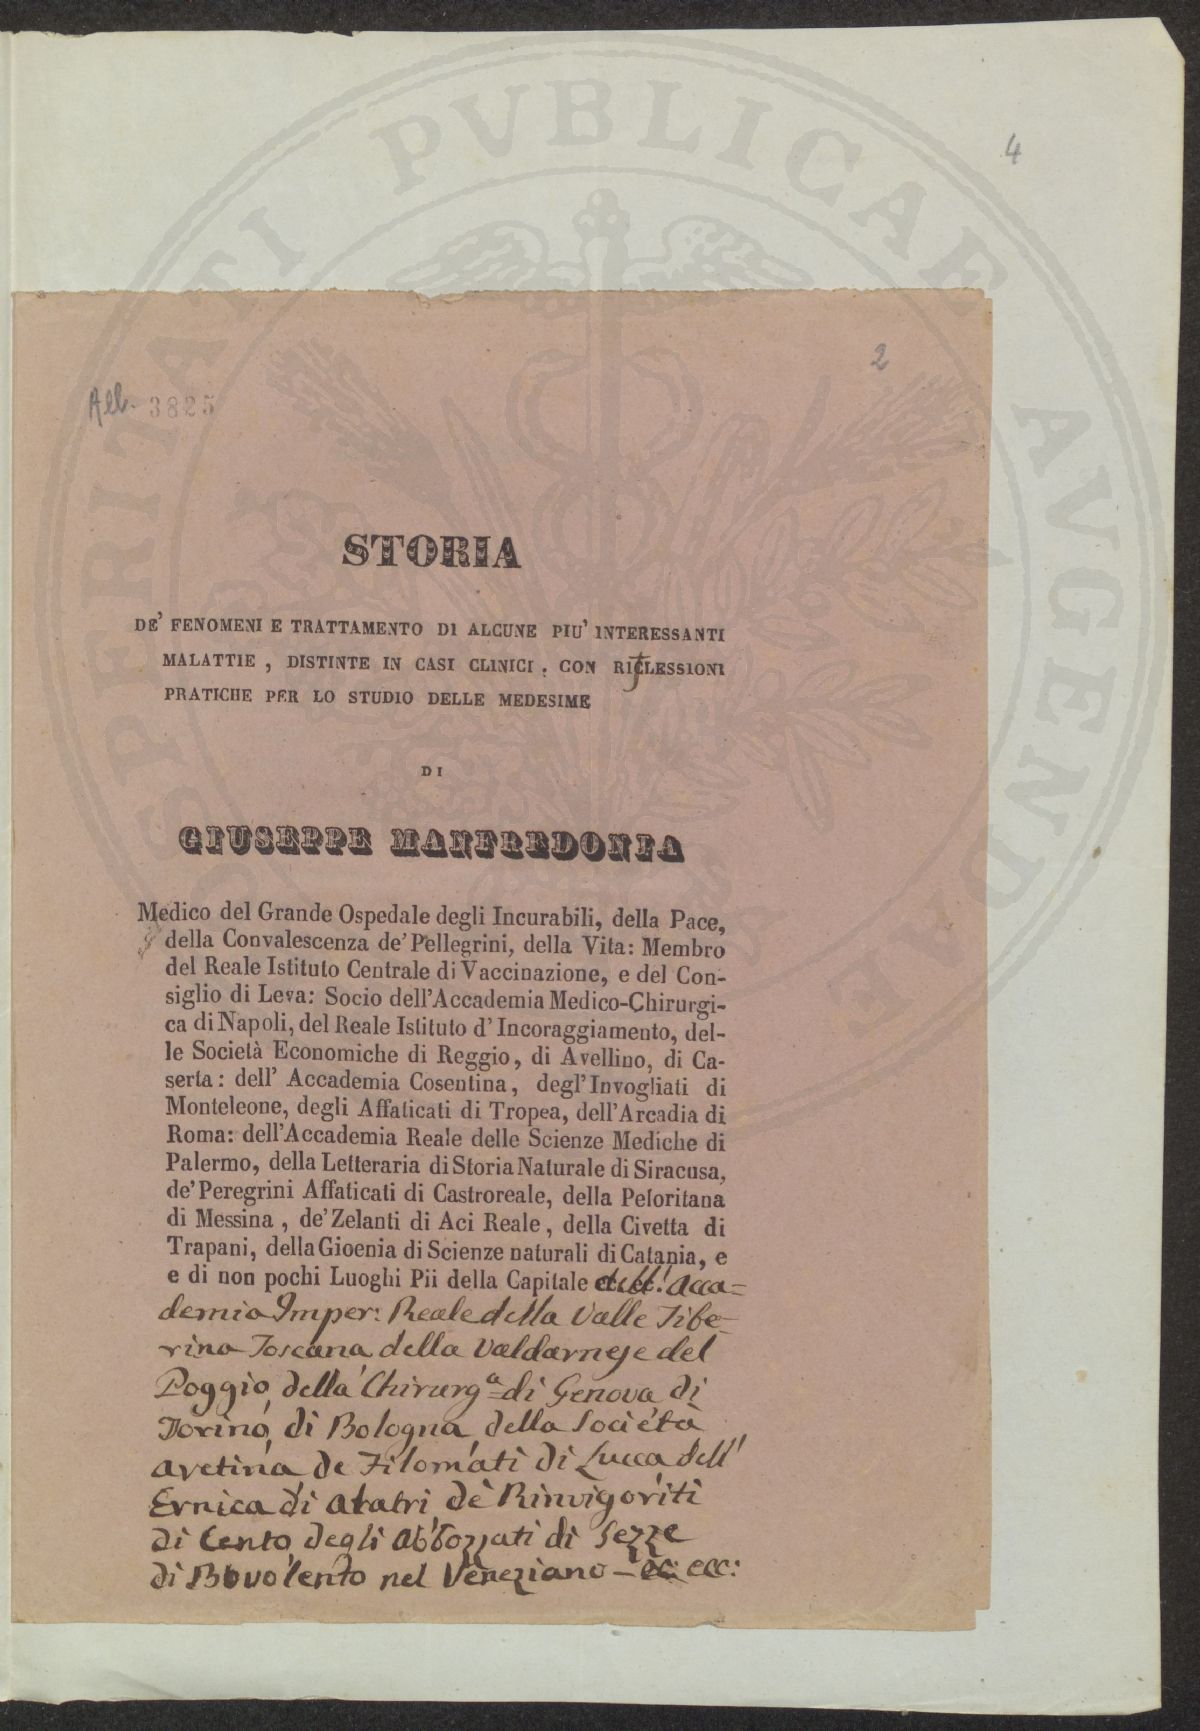 4
2
All. 3825
STORIA
DE' FENOMENI E TRATTAMENTO DI ALCUNE PIU' INTERESSANTI
MALATTIE, DISTINTE IN CASI CLINICI, CON RIFLESSIONI
PRATICHE PER LO STUDIO DELLE MEDESIME
DI
GIUSEPPE MANFREDONIA
Medico del Grande Ospedale degli Incurabili, della Pace,
della Convalescenza de' Pellegrini, della Vita: Membro
del Reale Istituto Centrale di Vaccinazione, e del Con-
siglio di Leva: Socio dell'Accademia Medico-Chirurgi-
ca di Napoli, del Reale Istituto d'Incoraggiamento, del-
le Società Economiche di Reggio, di Avellino, di Ca-
serta: dell' Accademia Cosentina, degl'Invogliati di
Monteleone, degli Affaticati di Tropea, dell'Arcadia di
Roma: dell'Accademia Reale delle Scienze Mediche di
Palermo, della Letteraria di Storia Naturale di Siracusa,
de' Peregrini Affaticati di Castroreale, della Peloritana
di Messina, de' Zelanti di Aci Reale, della Civetta di
Trapani, della Gioenia di Scienze naturali di Catania, e
e di non pochi Luoghi Pii della Capitale dell' acca=
demia Imper: Reale della Valle Tibe=
rina Toscana della Valdarnese del
Poggio, della Chirurgª di Genova di
Torino, di Bologna, della Società
aretina, de Filomati di Lucca dell'
Ernica di alatri de Rinvigoriti
di Cento, degli Abbozzati di Sezze
di Bovolento nel Veneziano - ec: ecc:
PROSPERITATI PVBLICAE AVGENDAE